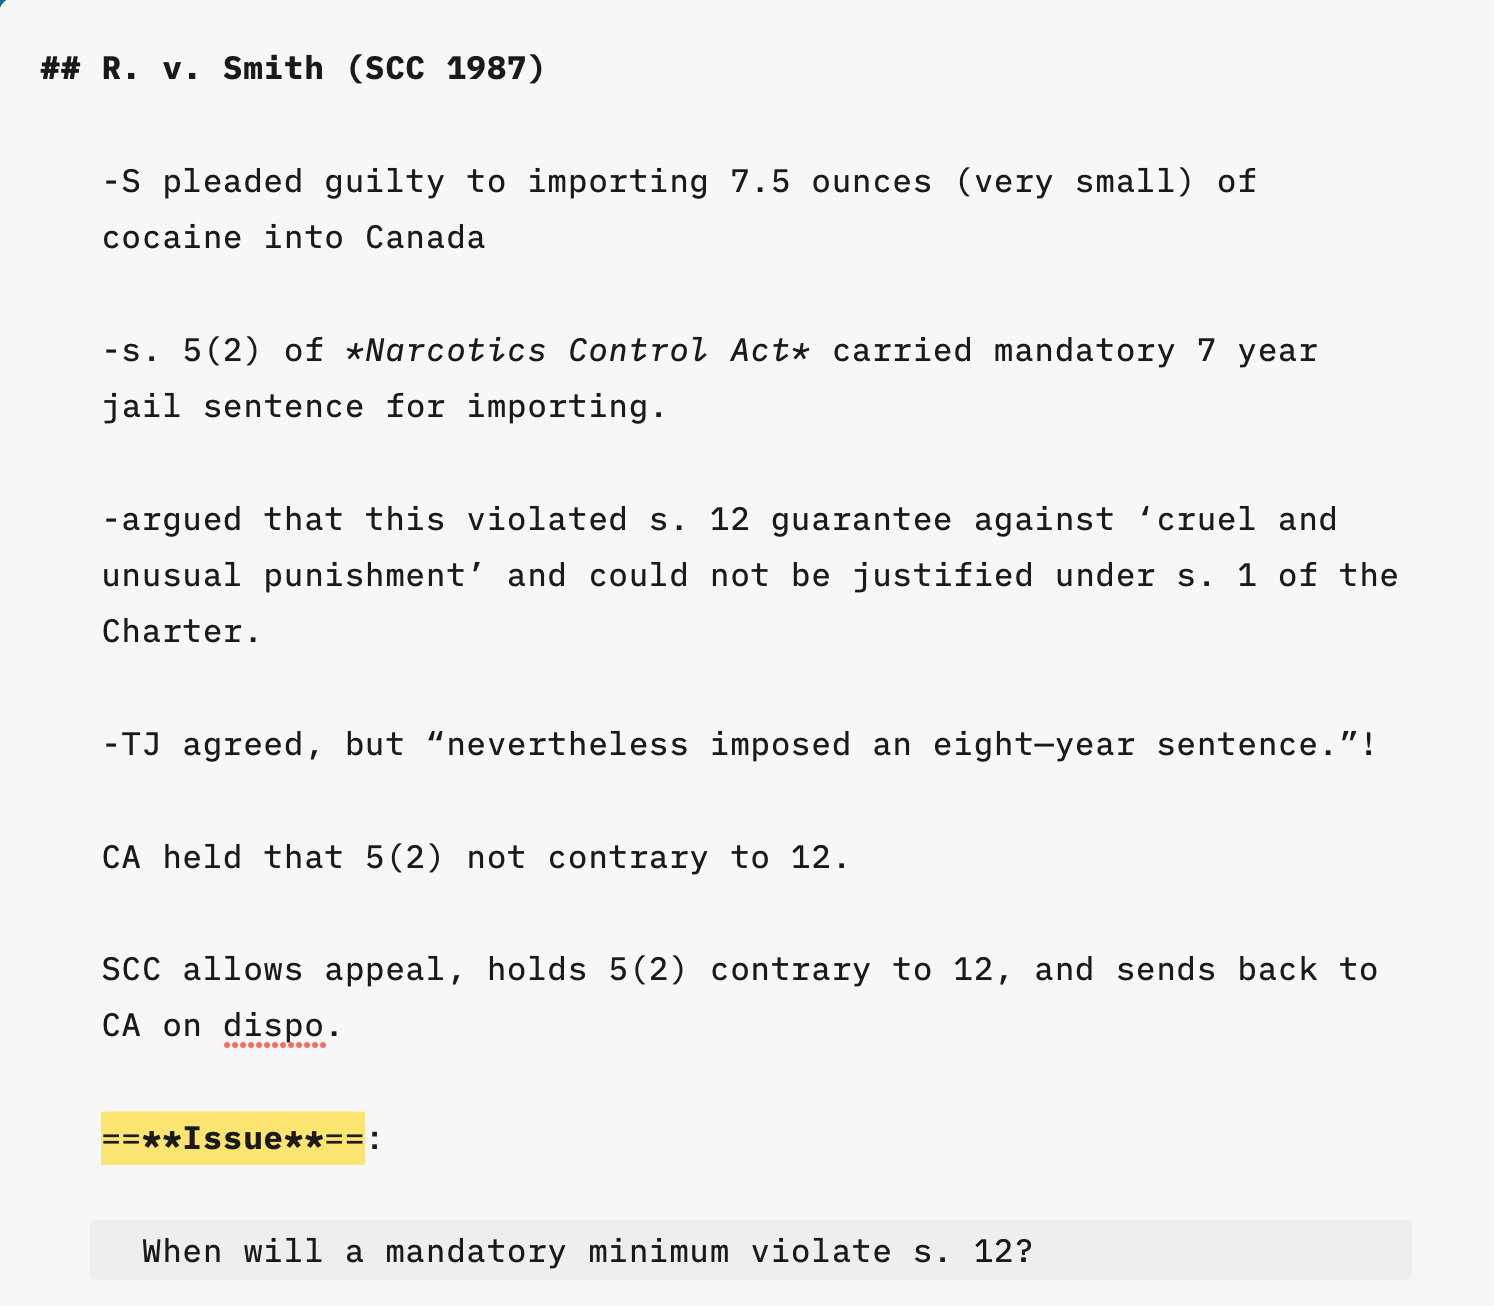 ## R. v. Smith (SCC 1987)
-S pleaded guilty to importing 7.5 ounces (very small) of
cocaine into Canada
-s. 5(2) of *Narcotics Control Act* carried mandatory 7 year
jail sentence for importing.
-argued that this violated s. 12 guarantee against ‘cruel and
unusual punishment’ and could not be justified under s. 1 of the
Charter.
-TJ agreed, but “nevertheless imposed an eight—year sentence.”!
CA held that 5(2) not contrary to 12.
SCC allows appeal, holds 5(2) contrary to 12, and sends back to
CA on dispo.
==**Issue**==:
When will a mandatory minimum violate s. 12?